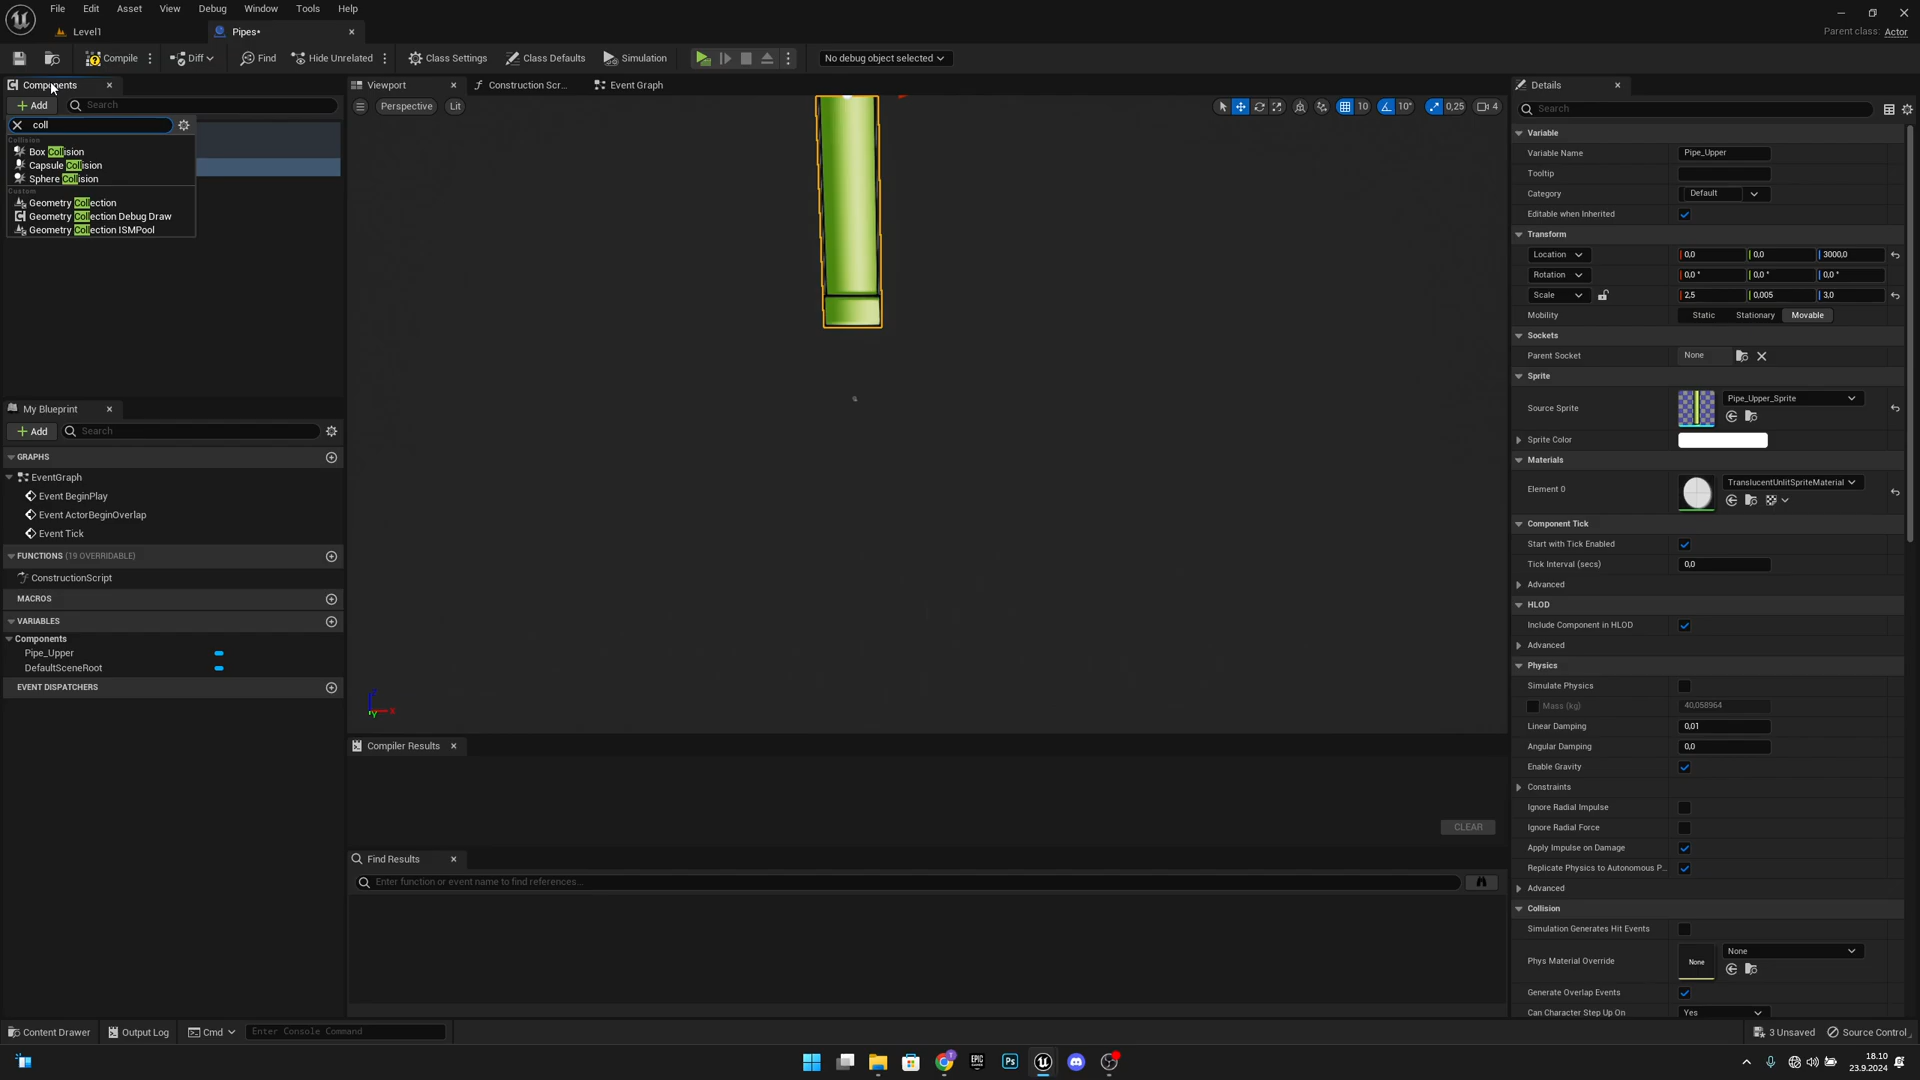 File Edit Asset View Debug Window Tools Help
Level1
Pipes•
Parent class: Actor
Compile Diff Find Hide Unrelated Class Settings Class Defaults Simulation No debug object selected
Components
+ Add Search
coll
Collision
Box Collision
Capsule Collision
Sphere Collision
Custom
Geometry Collection
Geometry Collection Debug Draw
Geometry Collection ISMPool
My Blueprint
+ Add Search
GRAPHS
EventGraph
Event BeginPlay
Event ActorBeginOverlap
Event Tick
FUNCTIONS (19 OVERRIDABLE)
ConstructionScript
MACROS
VARIABLES
Components
Pipe_Upper
DefaultSceneRoot
EVENT DISPATCHERS
Viewport Construction Scr... Event Graph
Perspective Lit 10 10° 0,25 4
X
Compiler Results
CLEAR
Find Results
Enter function or event name to find references...
Details
Search
Variable
Variable Name Pipe_Upper
Tooltip
Category Default
Editable when Inherited
Transform
Location 0,0 0,0 3000,0
Rotation 0,0 ° 0,0 ° 0,0 °
Scale 2,5 0,005 3,0
Mobility Static Stationary Movable
Sockets
Parent Socket None
Sprite
Source Sprite Pipe_Upper_Sprite
Sprite Color
Materials
Element 0 TranslucentUnlitSpriteMaterial
Component Tick
Start with Tick Enabled
Tick Interval (secs) 0,0
Advanced
HLOD
Include Component in HLOD
Advanced
Physics
Simulate Physics
Mass (kg) 40,058964
Linear Damping 0,01
Angular Damping 0,0
Enable Gravity
Constraints
Ignore Radial Impulse
Ignore Radial Force
Apply Impulse on Damage
Replicate Physics to Autonomous P...
Advanced
Collision
Simulation Generates Hit Events
Phys Material Override None None
Generate Overlap Events
Can Character Step Up On Yes
Content Drawer Output Log Cmd Enter Console Command 3 Unsaved Source Control
EPIC GAMES Ps
18.10
23.9.2024